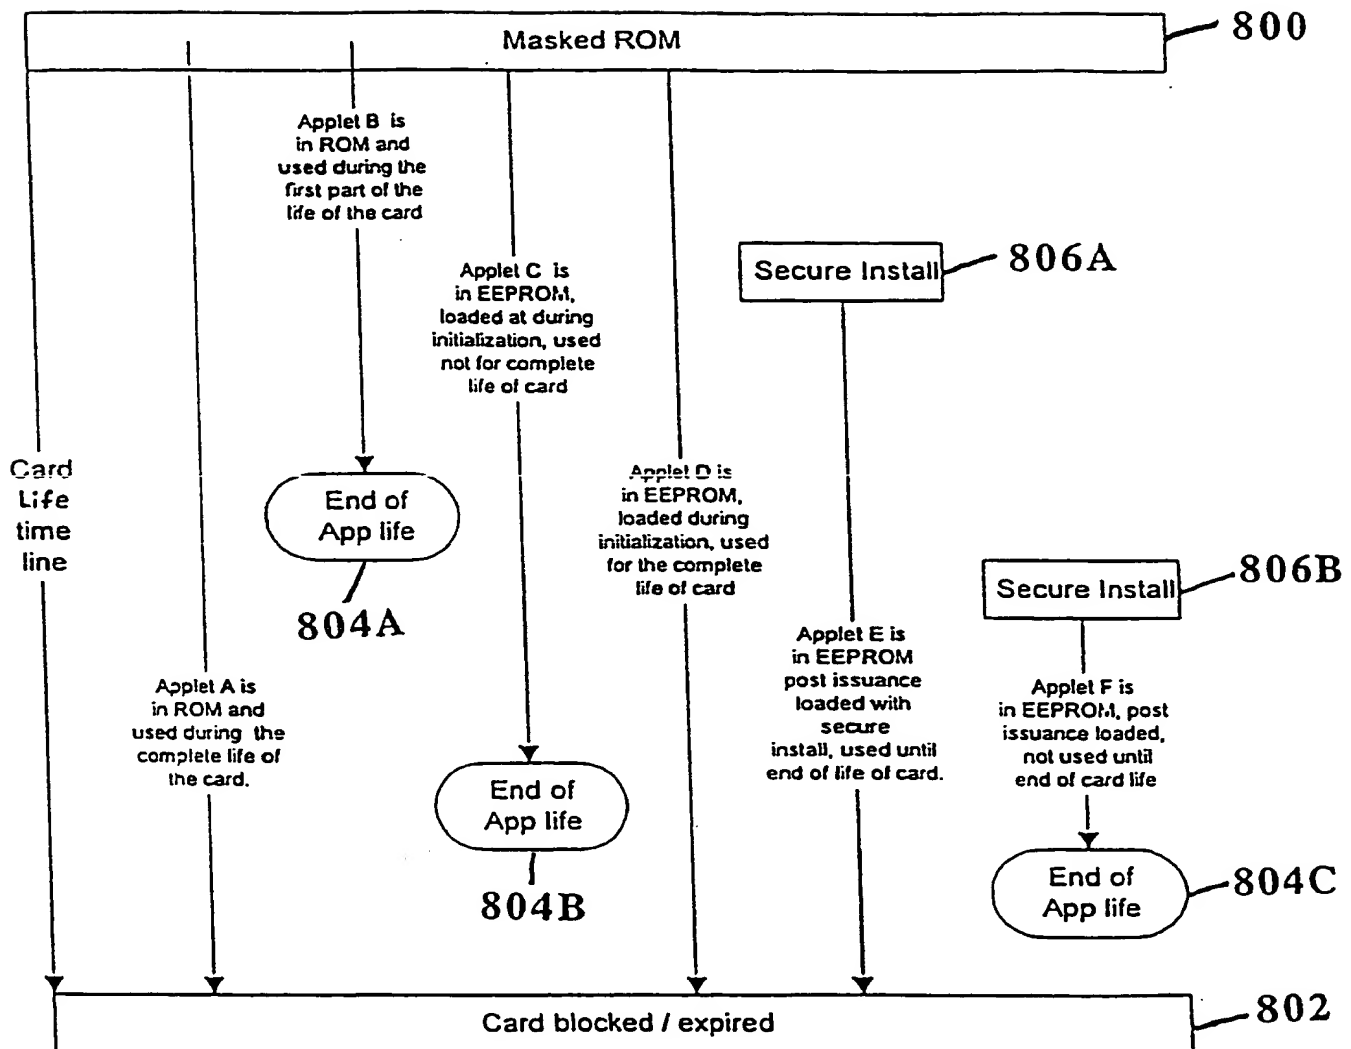 Masked ROM
800
Applet B is
in ROM and
used during the
first part of the
life of the card
Applet C is
in EEPROM,
loaded at during
initialization, used
not for complete
life of card
Secure Install
806A
Card
Life
time
line
End of
App life
804A
Applet D is
in EEPROM,
loaded during
initialization, used
for the complete
life of card
Secure Install
806B
Applet A is
in ROM and
used during the
complete life of
the card.
Applet E is
in EEPROM
post issuance
loaded with
secure
install, used until
end of life of card.
Applet F is
in EEPROM, post
issuance loaded,
not used until
end of card life
End of
App life
804B
End of
App life
804C
Card blocked / expired
802